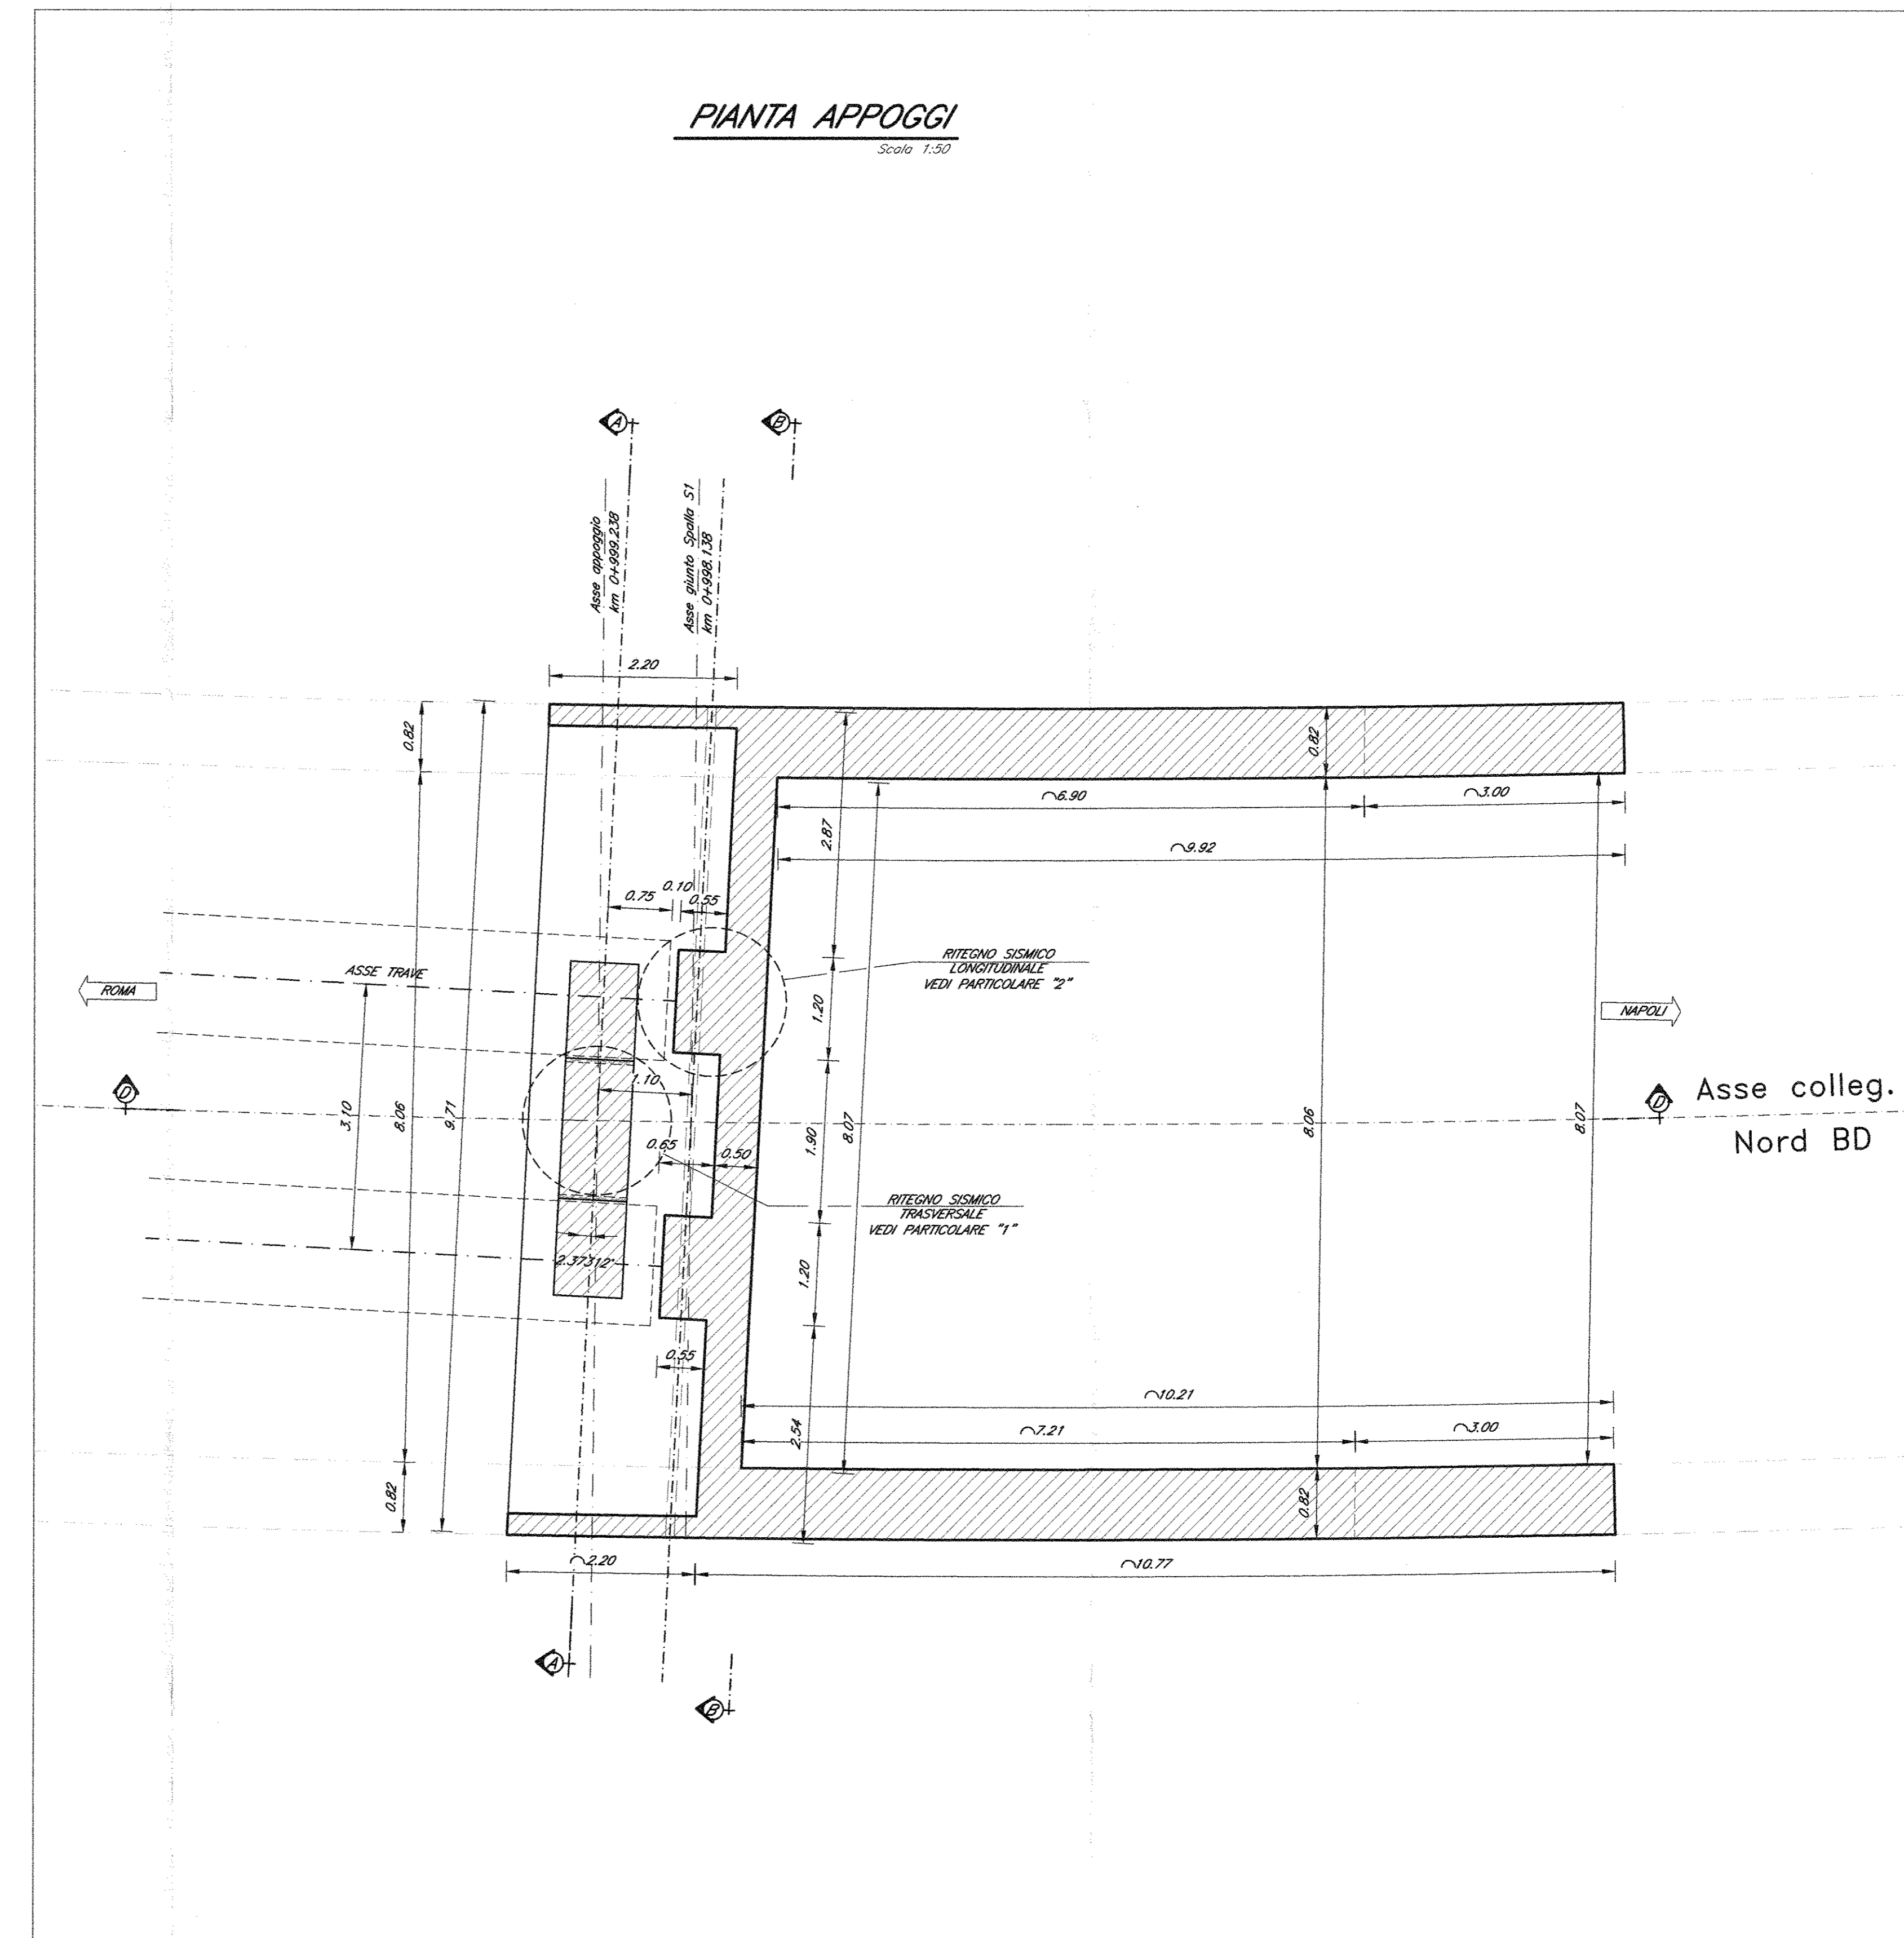 PIANTA APPOGGI
Scala 1:50
A
B
Asse appoggio
km 0+999.238
Asse giunto Spalla S1
km 0+998.138
2.20
0.82
0.82
6.90
3.00
2.87
9.92
0.10
0.75
0.55
RITEGNO SISMICO
LONGITUDINALE
VEDI PARTICOLARE "2"
ASSE TRAVE
ROMA
1.20
NAPOLI
D
1.10
D
Asse colleg.
Nord BD
3.10
8.06
9.71
1.90
8.07
8.06
8.07
0.65
0.50
RITEGNO SISMICO
TRASVERSALE
VEDI PARTICOLARE "1"
2.37312°
1.20
0.55
10.21
2.54
7.21
3.00
0.82
0.82
2.20
10.77
A
B